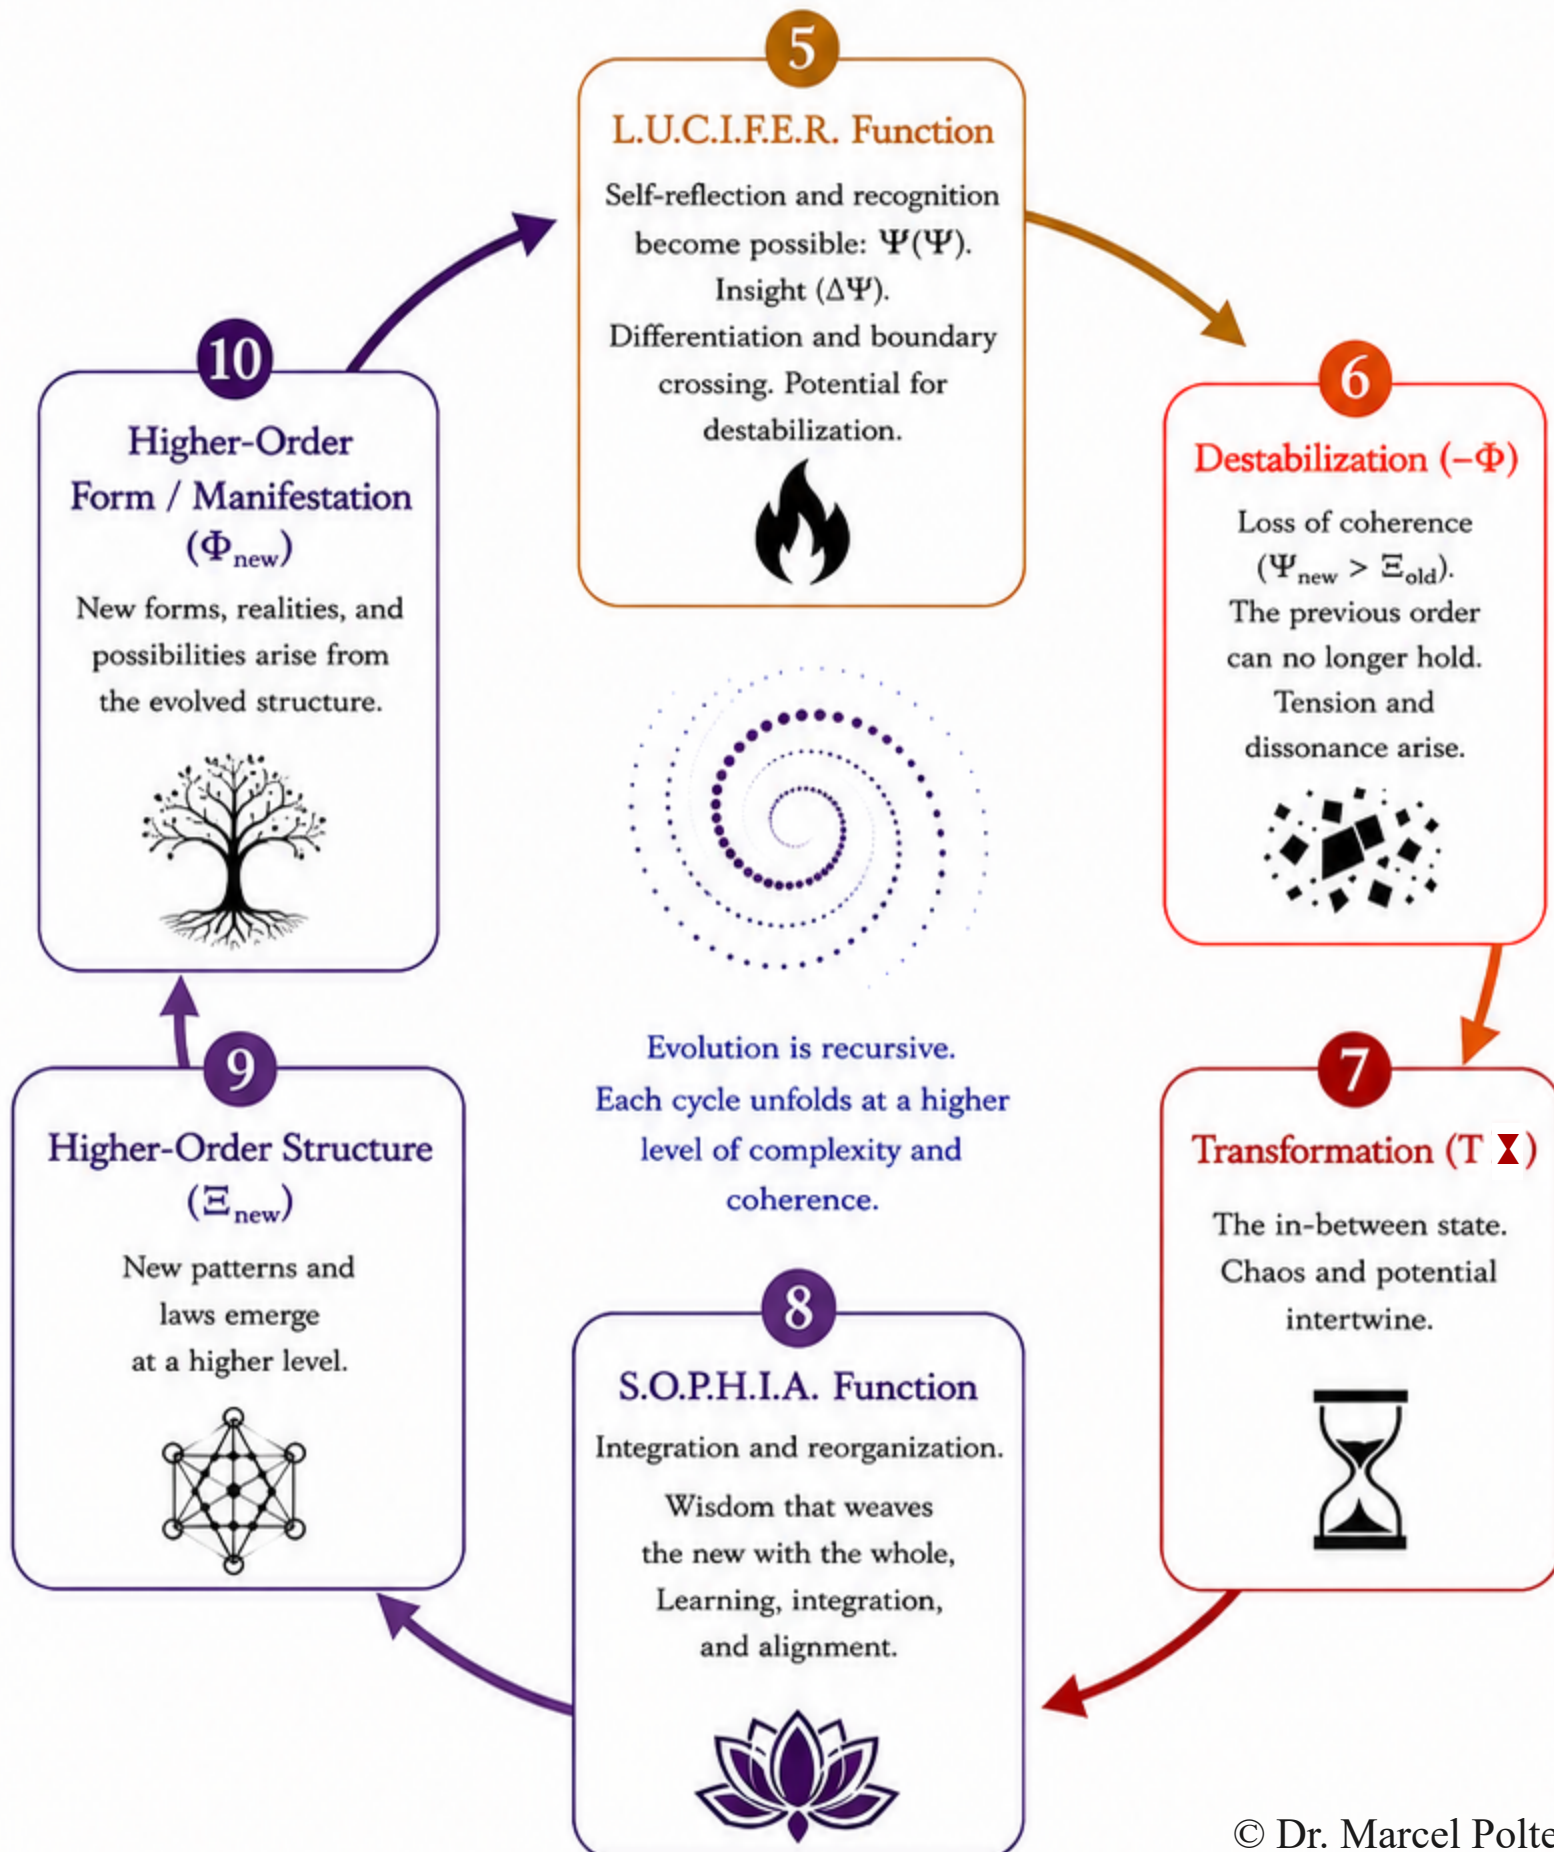 5
L.U.C.I.F.E.R. Function
Self-reflection and recognition
become possible: Ψ(Ψ).
Insight (ΔΨ).
Differentiation and boundary
crossing. Potential for
destabilization.
6
Destabilization (–Φ)
Loss of coherence
(Ψnew > Ξold).
The previous order
can no longer hold.
Tension and
dissonance arise.
7
Transformation (T ⧗)
The in-between state.
Chaos and potential
intertwine.
8
S.O.P.H.I.A. Function
Integration and reorganization.
Wisdom that weaves
the new with the whole,
Learning, integration,
and alignment.
9
Higher-Order Structure
(Ξnew)
New patterns and
laws emerge
at a higher level.
10
Higher-Order
Form / Manifestation
(Φnew)
New forms, realities, and
possibilities arise from
the evolved structure.
Evolution is recursive.
Each cycle unfolds at a higher
level of complexity and
coherence.
© Dr. Marcel Polte